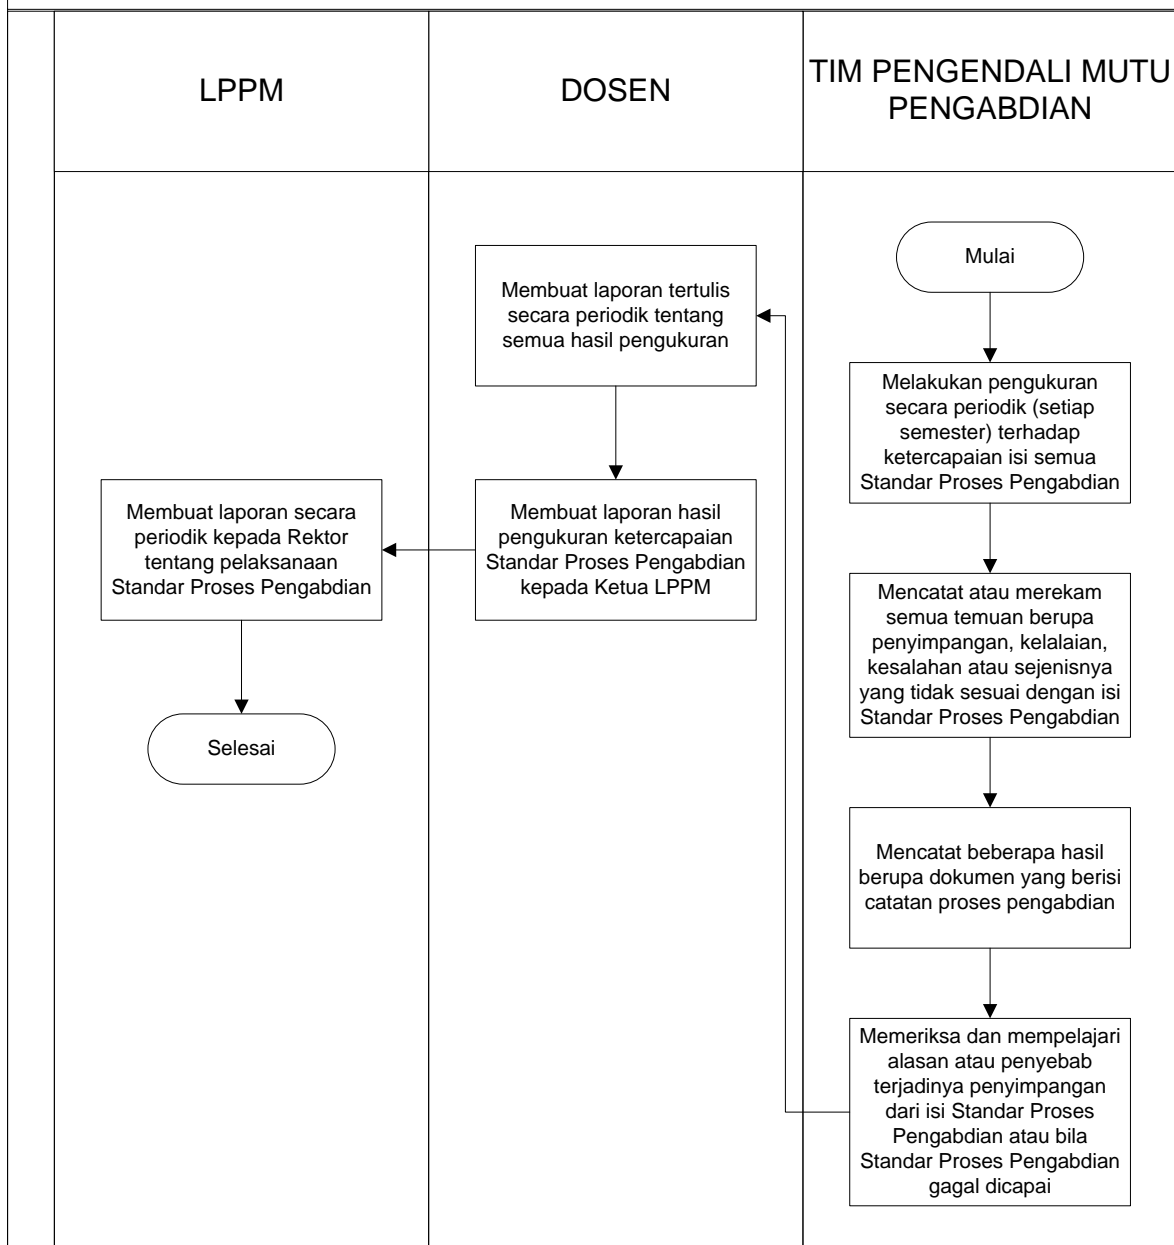 LPPM
DOSEN
TIM PENGENDALI MUTU
PENGABDIAN
Mulai
Melakukan pengukuran
secara periodik (setiap
semester) terhadap
ketercapaian isi semua
Standar Proses Pengabdian
Mencatat atau merekam
semua temuan berupa
penyimpangan, kelalaian,
kesalahan atau sejenisnya
yang tidak sesuai dengan isi
Standar Proses Pengabdian
Mencatat beberapa hasil
berupa dokumen yang berisi
catatan proses pengabdian
Memeriksa dan mempelajari
alasan atau penyebab
terjadinya penyimpangan
dari isi Standar Proses
Pengabdian atau bila
Standar Proses Pengabdian
gagal dicapai
Membuat laporan tertulis
secara periodik tentang
semua hasil pengukuran
Membuat laporan hasil
pengukuran ketercapaian
Standar Proses Pengabdian
kepada Ketua LPPM
Membuat laporan secara
periodik kepada Rektor
tentang pelaksanaan
Standar Proses Pengabdian
Selesai